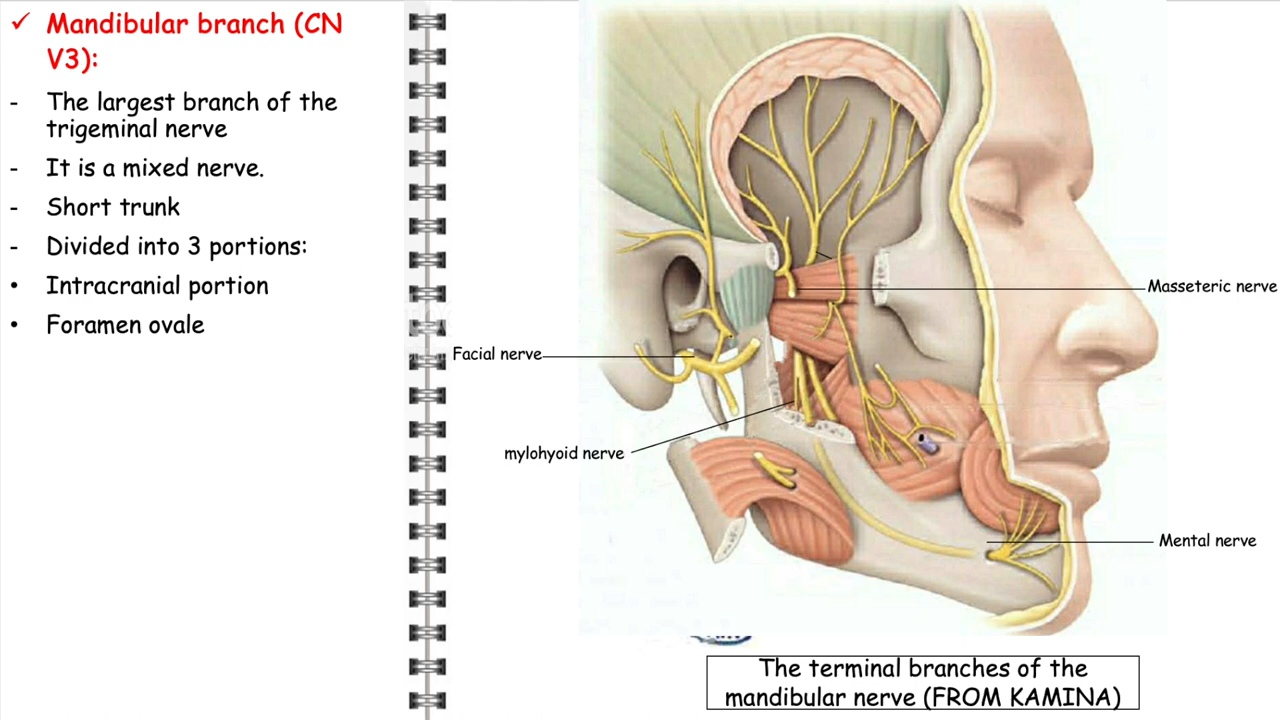 ✓ Mandibular branch (CN
V3):
- The largest branch of the
trigeminal nerve
- It is a mixed nerve.
- Short trunk
- Divided into 3 portions:
• Intracranial portion
• Foramen ovale
Masseteric nerve
Facial nerve
mylohyoid nerve
Mental nerve
The terminal branches of the
mandibular nerve (FROM KAMINA)